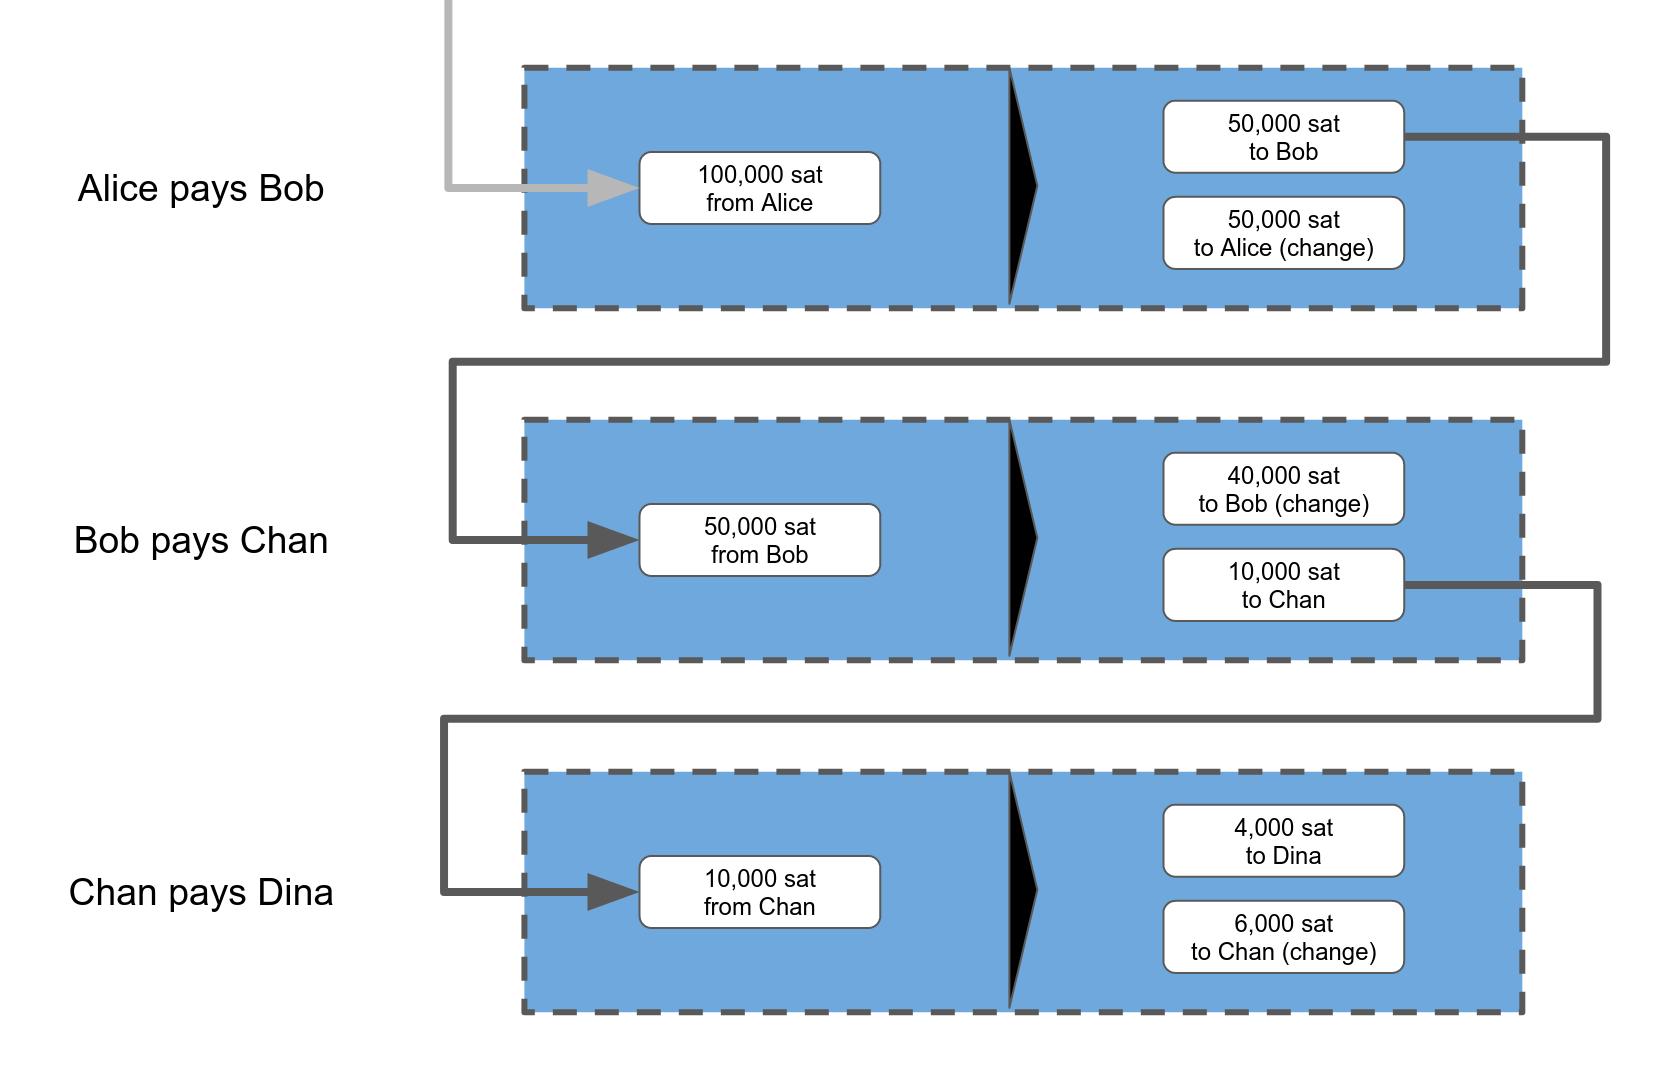 Alice pays Bob
100,000 sat
from Alice
50,000 sat
to Bob
50,000 sat
to Alice (change)
Bob pays Chan
50,000 sat
from Bob
40,000 sat
to Bob (change)
10,000 sat
to Chan
Chan pays Dina
10,000 sat
from Chan
4,000 sat
to Dina
6,000 sat
to Chan (change)